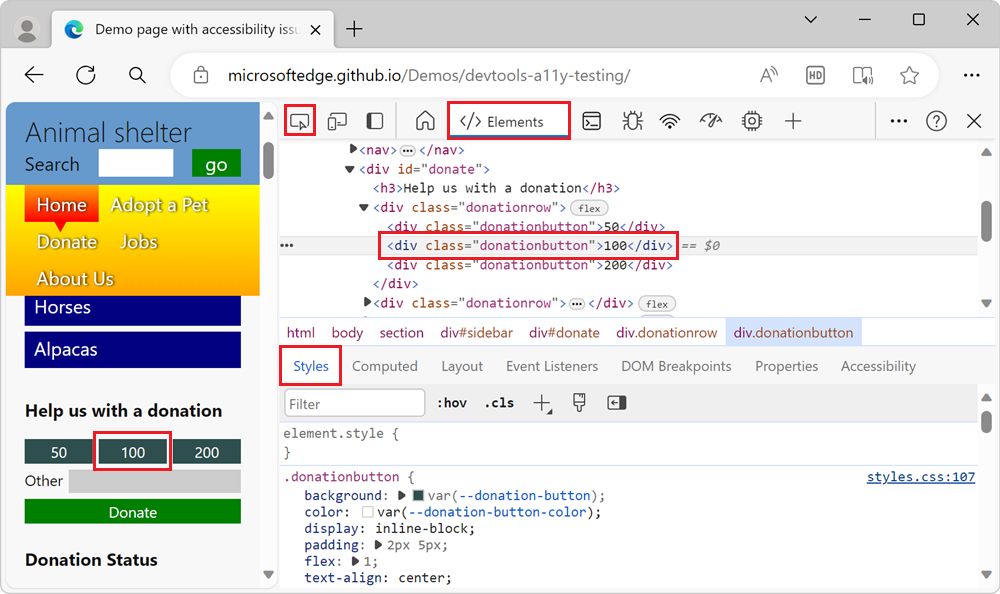 Demo page with accessibility issu
microsoftedge.github.io/Demos/devtools-a11y-testing/
A HD
Animal shelter
Search go
Home Adopt a Pet
Donate Jobs
About Us
Horses
Alpacas
Help us with a donation
50 100 200
Other
Donate
Donation Status
</> Elements
<nav> ••• </nav>
<div id="donate">
<h3>Help us with a donation</h3>
<div class="donationrow"> flex
<div class="donationbutton">50</div>
••• <div class="donationbutton">100</div> == $0
<div class="donationbutton">200</div>
</div>
<div class="donationrow"> ••• </div> flex
html body section div#sidebar div#donate div.donationrow div.donationbutton
Styles Computed Layout Event Listeners DOM Breakpoints Properties Accessibility
Filter :hov .cls
element.style {
}
.donationbutton { styles.css:107
background: var(--donation-button);
color: var(--donation-button-color);
display: inline-block;
padding: 2px 5px;
flex: 1;
text-align: center;